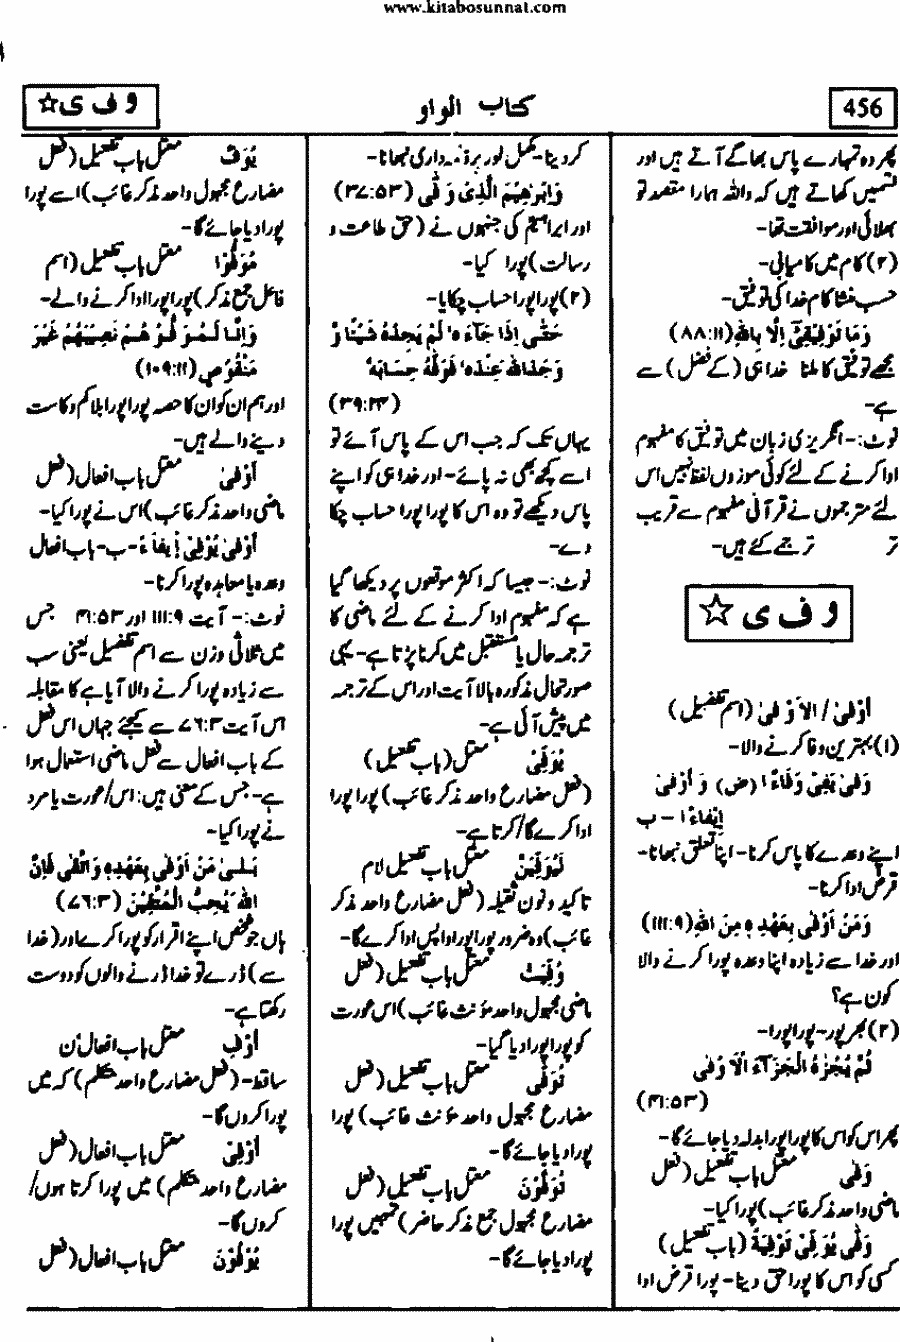 www.kitabosunnat.com
456
کتاب الواو
و ف ی ☆
پھر وہ تمہارے پاس بھاگے آتے ہیں اور
قسمیں کھاتے ہیں کہ واللہ ہمارا مقصد تو
بھلائی اور موافقت تھا۔
(۲) کام میں کامیابی۔
حسب منشا کام خدا کی توفیق۔
وَمَا تَوْفِيْقِيْٓ اِلَّا بِاللّٰهِ (۸۸:۱۱)
مجھے توفیق کا ملنا خدا ہی (کے فضل) سے
ہے۔
نوٹ:۔ انگریزی زبان میں توفیق کا مفہوم
ادا کرنے کے لئے کوئی موزوں لفظ نہیں اس
لئے مترجموں نے قرآنی مفہوم سے قریب
تر ترجمے کئے ہیں۔
و ف ی ☆
اَوْفٰى / الْاَوْفٰى (اسم تفضیل)
(۱) بہترین وفا کرنے والا۔
وَفٰى يَفِيْ وَفَاءً ا (ض) وَ اَوْفٰى
اِيْفَاءً ا - ب
اپنے وعدے کا پاس کرنا۔ اپنا تعلق نبھانا۔
قرض ادا کرنا۔
وَمَنْ اَوْفٰى بِعَهْدِهٖ مِنَ اللّٰهِ (۱۱۱:۹)
اور خدا سے زیادہ اپنا وعدہ پورا کرنے والا
کون ہے؟
(۲) بھرپور۔ پورا پورا۔
ثُمَّ يُجْزٰهُ الْجَزَآءَ الْاَوْفٰى
(۴۱:۵۳)
پھر اس کو اس کا پورا پورا بدلہ دیا جائے گا۔
وَفّٰى معتل باب تفعیل (فعل
ماضی واحد مذکر غائب) پورا کیا۔
وَفّٰى يُوَفِّيْ تَوْفِيَةً (باب تفعیل)
کسی کو اس کا پورا حق دینا۔ پورا قرض ادا
کر دینا۔ مکمل طور پر ذمہ داری نبھانا۔
وَاِبْرٰهِيْمَ الَّذِيْ وَفّٰى (۳۷:۵۳)
اور ابراہیم کی جنہوں نے (حق طاعت و
رسالت) پورا کیا۔
(۲) پورا پورا حساب چکایا۔
حَتّٰى اِذَا جَآءَهٗ لَمْ يَجِدْهُ شَيْئًا وَّ
وَجَدَ اللّٰهَ عِنْدَهٗ فَوَفّٰهُ حِسَابَهٗ
(۳۹:۲۴)
یہاں تک کہ جب اس کے پاس آئے تو
اسے کچھ بھی نہ پائے۔ اور خدا ہی کو اپنے
پاس دیکھے تو وہ اس کا پورا پورا حساب چکا
دے۔
نوٹ:۔ جیسا کہ اکثر موقعوں پر دیکھا گیا
ہے کہ مفہوم ادا کرنے کے لئے ماضی کا
ترجمہ حال یا مستقبل میں کرنا پڑتا ہے۔ یہی
صورتحال مذکورہ بالا آیت اور اس کے ترجمہ
میں پیش آئی ہے۔
يُوَفِّيْ معتل (باب تفعیل)
(فعل مضارع واحد مذکر غائب) پورا پورا
ادا کرے گا/کرتا ہے۔
لَيُوَفِّيَنَّ معتل باب تفعیل لام
تاکید و نون ثقیلہ (فعل مضارع واحد مذکر
غائب) وہ ضرور پورا پورا واپس ادا کرے گا۔
وُفِّيَتْ معتل باب تفعیل (فعل
ماضی مجہول واحد مؤنث غائب) اس عورت
کو پورا پورا دیا گیا۔
تُوَفّٰى معتل باب تفعیل (فعل
مضارع مجہول واحد مؤنث غائب) پورا
پورا دیا جائے گا۔
تُوَفَّوْنَ معتل باب تفعیل (فعل
مضارع مجہول جمع مذکر حاضر) تمہیں پورا
پورا دیا جائے گا۔
يُوَفَّ معتل باب تفعیل (فعل
مضارع مجہول واحد مذکر غائب) اسے پورا
پورا دیا جائے گا۔
مُوَفُّوْا معتل باب تفعیل (اسم
فاعل جمع مذکر) پورا پورا ادا کرنے والے۔
وَاِنَّا لَمُوَفُّوْهُمْ نَصِيْبَهُمْ غَيْرَ
مَنْقُوْصٍ (۱۰۹:۱۱)
اور ہم ان کو ان کا حصہ پورا پورا بلا کم و کاست
دینے والے ہیں۔
اَوْفٰى معتل باب افعال (فعل
ماضی واحد مذکر غائب) اس نے پورا کیا۔
اَوْفٰى يُوْفِيْ اِيْفَاءً - ب - باب افعال
وعدہ یا معاہدہ پورا کرنا۔
نوٹ:۔ آیت ۱۱۱:۹ اور ۴۱:۵۳ جس
میں ثلاثی وزن سے اسم تفضیل یعنی سب
سے زیادہ پورا کرنے والا آیا ہے کا مقابلہ
اس آیت ۷۶:۳ سے کیجئے جہاں اس فعل
کے باب افعال سے فعل ماضی استعمال ہوا
ہے۔ جس کے معنی ہیں: اس/عورت یا مرد
نے پورا کیا۔
بَلٰى مَنْ اَوْفٰى بِعَهْدِهٖ وَاتَّقٰى فَاِنَّ
اللّٰهَ يُحِبُّ الْمُتَّقِيْنَ (۷۶:۳)
ہاں جو شخص اپنے اقرار کو پورا کرے اور (خدا
سے) ڈرے تو خدا ڈرنے والوں کو دوست
رکھتا ہے۔
اُوْفِ معتل باب افعال ن
ساقط۔ (فعل مضارع واحد متکلم) کہ میں
پورا کروں گا۔
اُوْفِيْ معتل باب افعال (فعل
مضارع واحد متکلم) میں پورا کرتا ہوں/
کروں گا۔
يُوْفُوْنَ معتل باب افعال (فعل